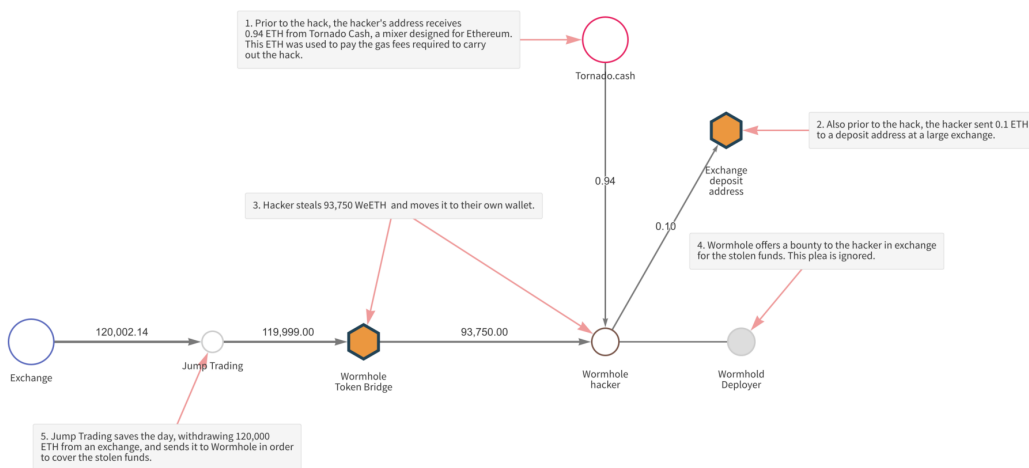 1. Prior to the hack, the hacker's address receives
0.94 ETH from Tornado Cash, a mixer designed for Ethereum.
This ETH was used to pay the gas fees required to carry
out the hack.
Tornado.cash
2. Also prior to the hack, the hacker sent 0.1 ETH
to a deposit address at a large exchange.
Exchange
deposit
address
0.94
3. Hacker steals 93,750 WeETH and moves it to their own wallet.
0.10
4. Wormhole offers a bounty to the hacker in exchange
for the stolen funds. This plea is ignored.
120,002.14
119,999.00
93,750.00
Exchange
Jump Trading
Wormhole
Token Bridge
Wormhole
hacker
Wormhold
Deployer
5. Jump Trading saves the day, withdrawing 120,000
ETH from an exchange, and sends it to Wormhole in order
to cover the stolen funds.